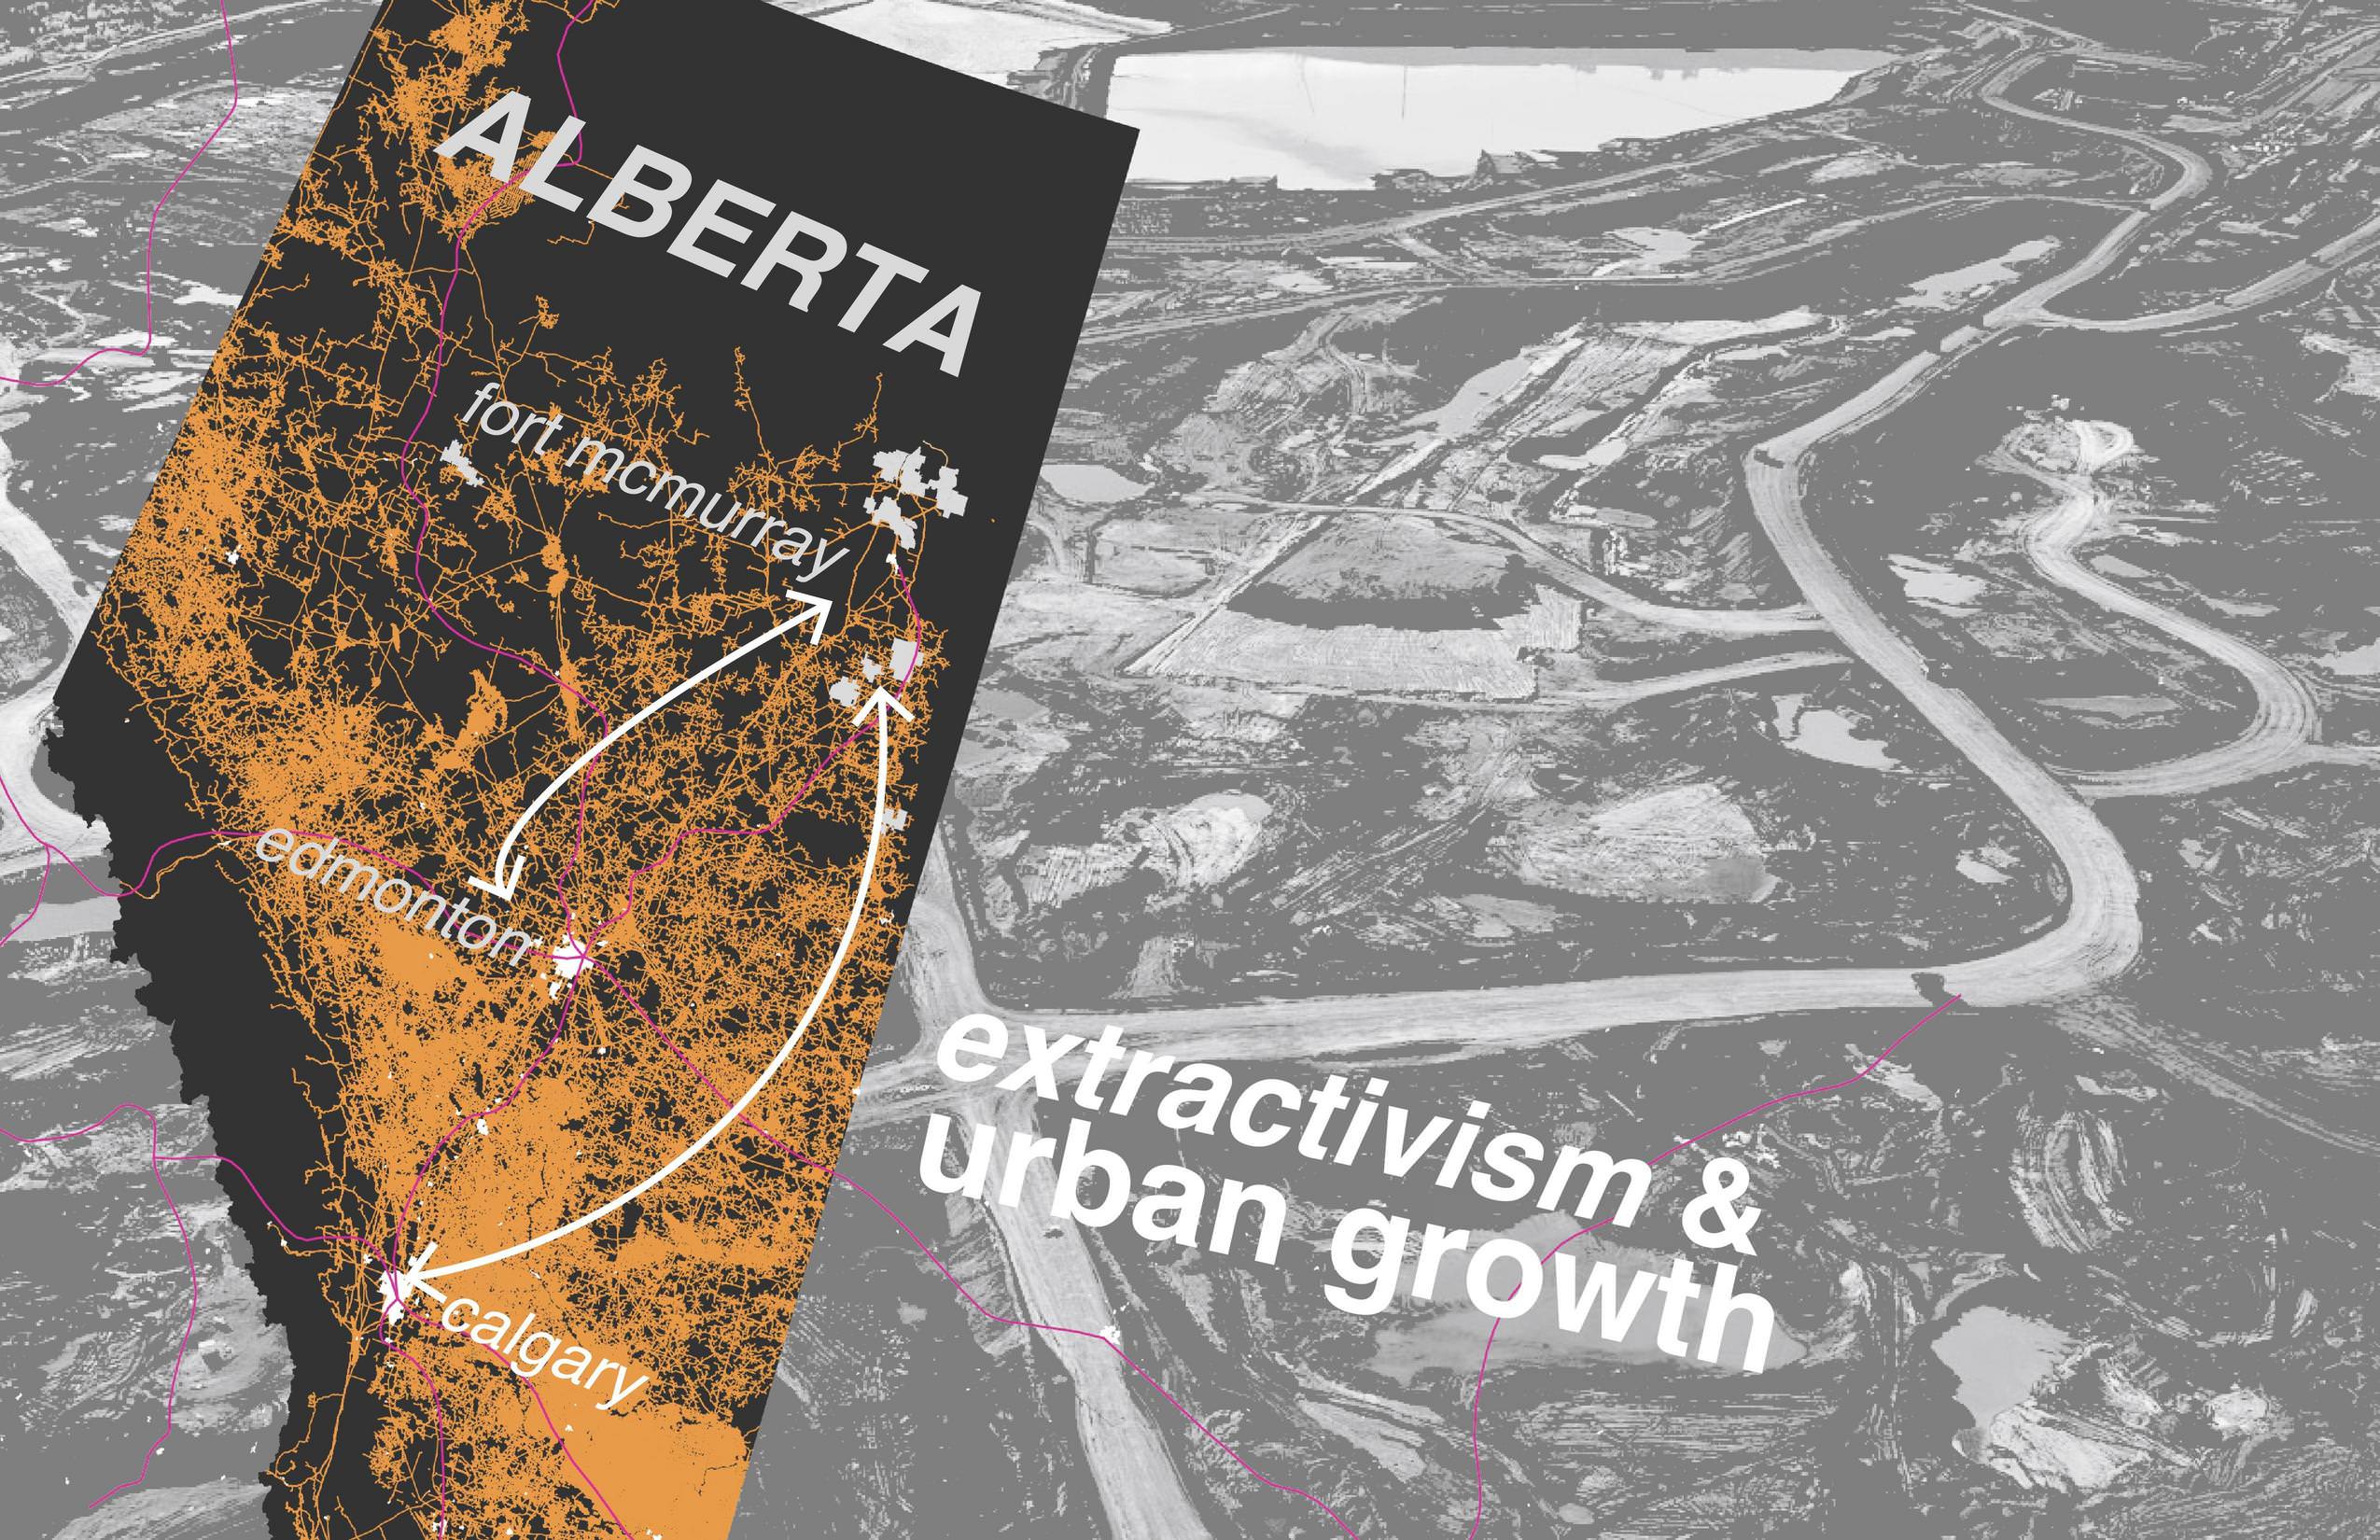 ALBERTA
fort mcmurray
edmonton
calgary
extractivism &
urban growth